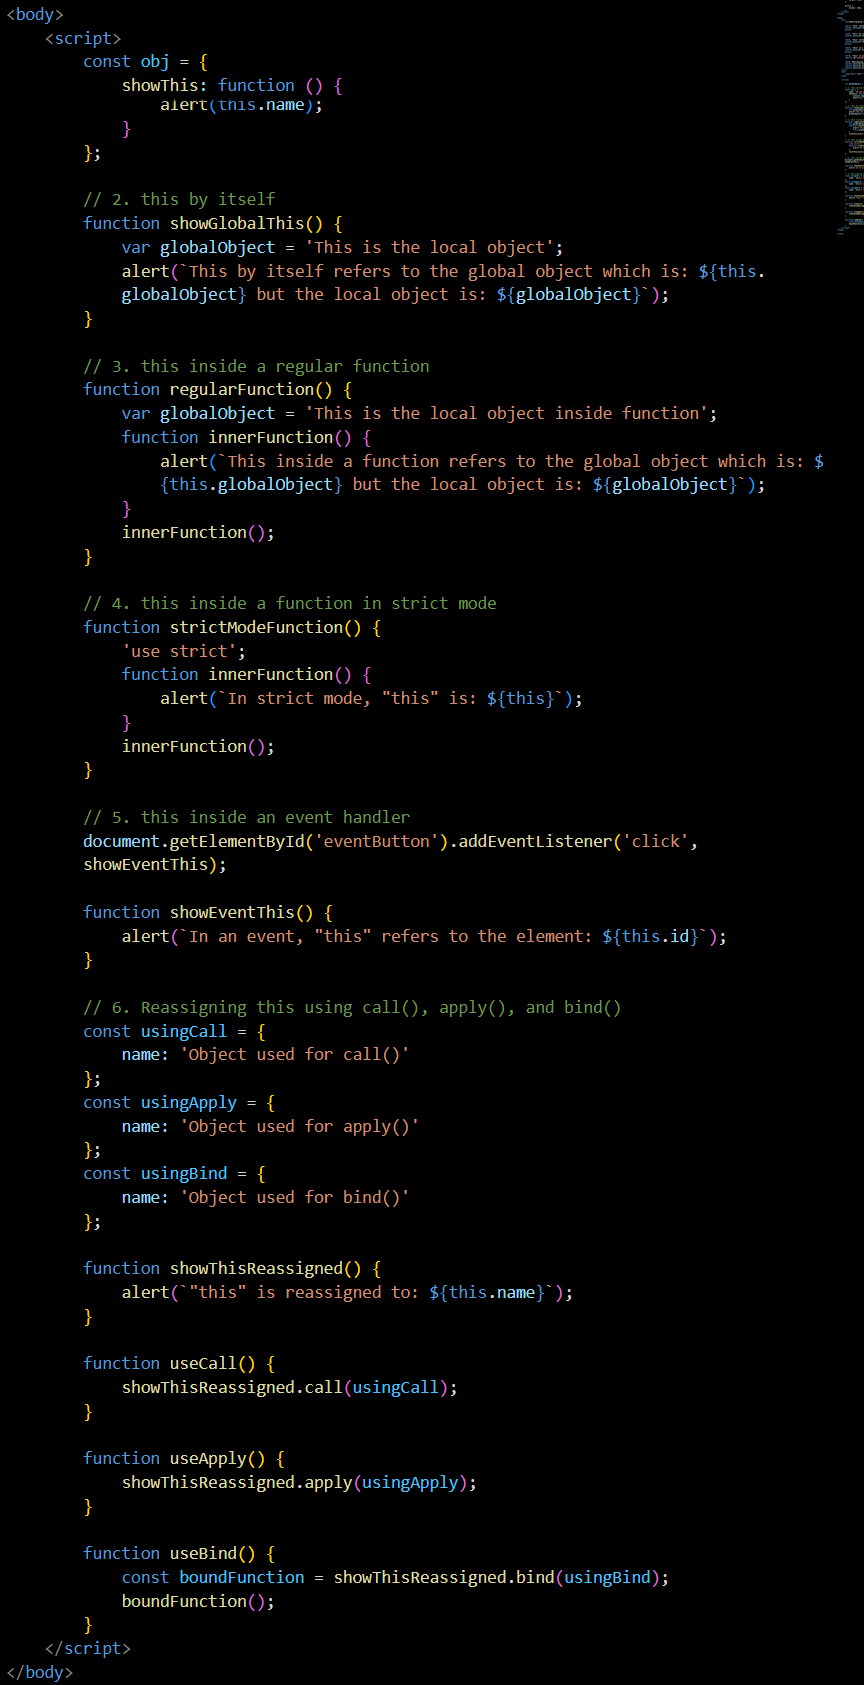 <body>
<script>
const obj = {
showThis: function () {
alert(this.name);
}
};
// 2. this by itself
function showGlobalThis() {
var globalObject = 'This is the local object';
alert(`This by itself refers to the global object which is: ${this.
globalObject} but the local object is: ${globalObject}`);
}
// 3. this inside a regular function
function regularFunction() {
var globalObject = 'This is the local object inside function';
function innerFunction() {
alert(`This inside a function refers to the global object which is: $
{this.globalObject} but the local object is: ${globalObject}`);
}
innerFunction();
}
// 4. this inside a function in strict mode
function strictModeFunction() {
'use strict';
function innerFunction() {
alert(`In strict mode, "this" is: ${this}`);
}
innerFunction();
}
// 5. this inside an event handler
document.getElementById('eventButton').addEventListener('click',
showEventThis);
function showEventThis() {
alert(`In an event, "this" refers to the element: ${this.id}`);
}
// 6. Reassigning this using call(), apply(), and bind()
const usingCall = {
name: 'Object used for call()'
};
const usingApply = {
name: 'Object used for apply()'
};
const usingBind = {
name: 'Object used for bind()'
};
function showThisReassigned() {
alert(`"this" is reassigned to: ${this.name}`);
}
function useCall() {
showThisReassigned.call(usingCall);
}
function useApply() {
showThisReassigned.apply(usingApply);
}
function useBind() {
const boundFunction = showThisReassigned.bind(usingBind);
boundFunction();
}
</script>
</body>